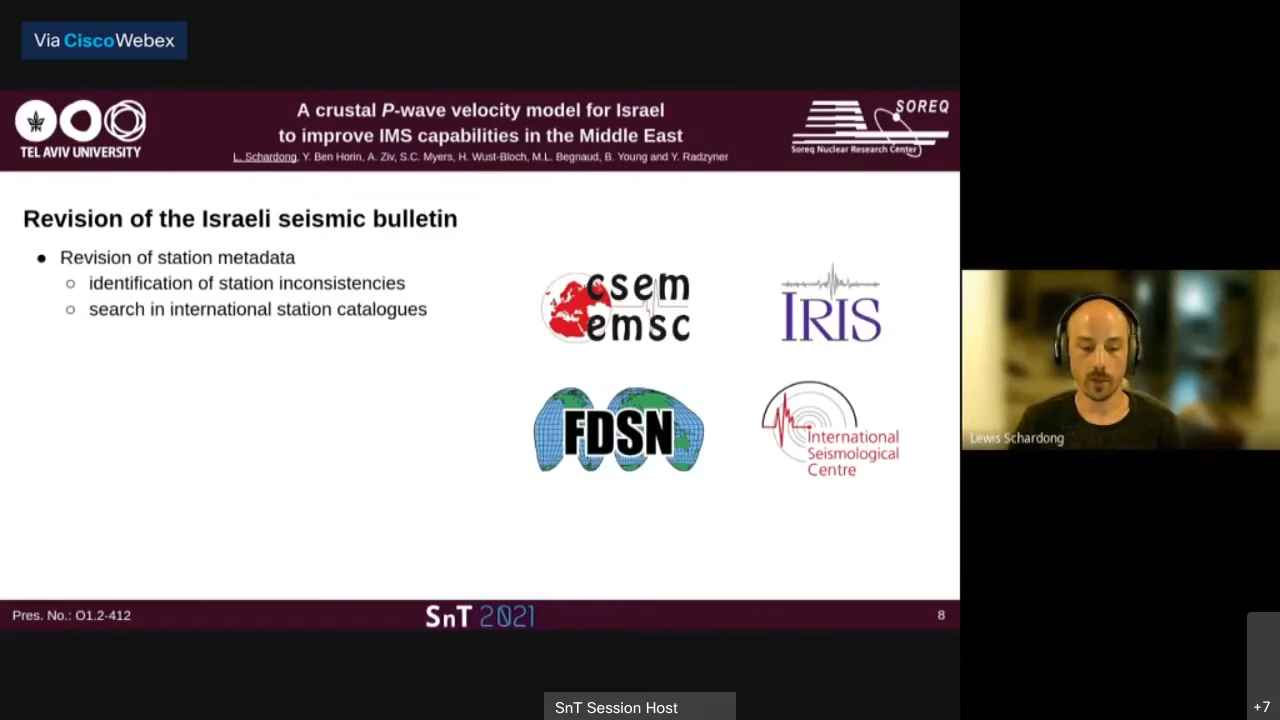 Via CiscoWebex
TEL AVIV UNIVERSITY
A crustal P-wave velocity model for Israel
to improve IMS capabilities in the Middle East
L. Schardong, Y. Ben Horin, A. Ziv, S.C. Myers, H. Wust-Bloch, M.L. Begnaud, B. Young and Y. Radzyner
SOREQ
Soreq Nuclear Research Center
Revision of the Israeli seismic bulletin
● Revision of station metadata
○ identification of station inconsistencies
○ search in international station catalogues
csem
emsc
IRIS
FDSN
International
Seismological
Centre
Lewis Schardong
Pres. No.: O1.2-412
SnT 2021
8
SnT Session Host
+7